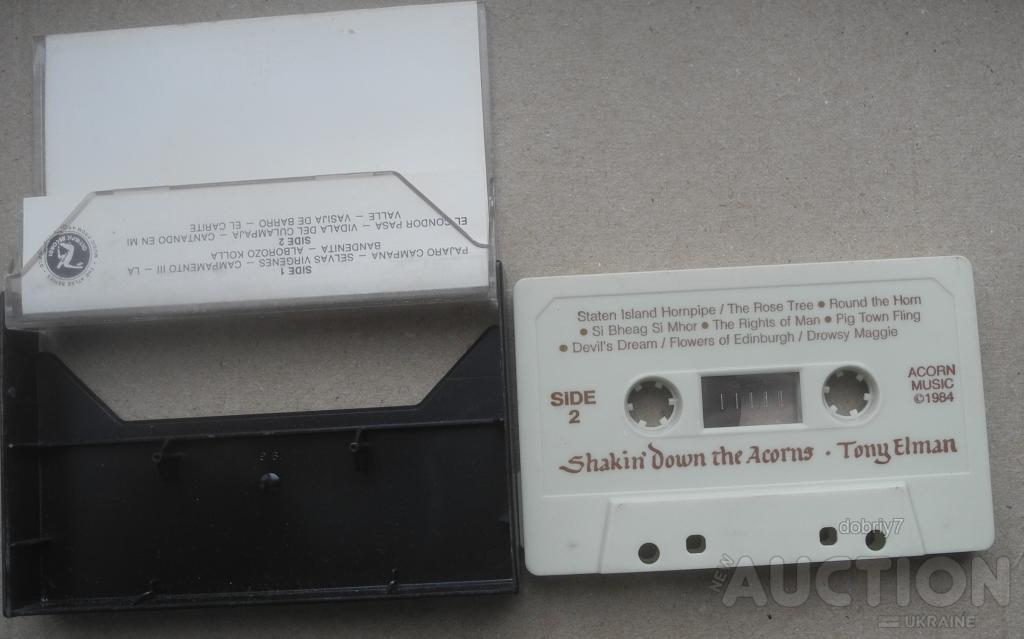 SIDE 1
PAJARO CAMPANA – SELVAS VIRGENES – CAMPAMENTO III – LA
BANDENITA – ALBOROZO KOLLA
SIDE 2
EL CONDOR PASA – VIDALA DEL CULAMPAJA – CANTANDO EN MI
VALLE – VASIJA DE BARRO – EL CARITE
Staten Island Hornpipe / The Rose Tree • Round the Horn
• Si Bheag Si Mhor • The Rights of Man • Pig Town Fling
• Devil's Dream / Flowers of Edinburgh / Drowsy Maggie
SIDE
2
ACORN
MUSIC
©1984
Shakin' Down the Acorns · Tony Elman
dobriy7
NEW
AUCTION
UKRAINE